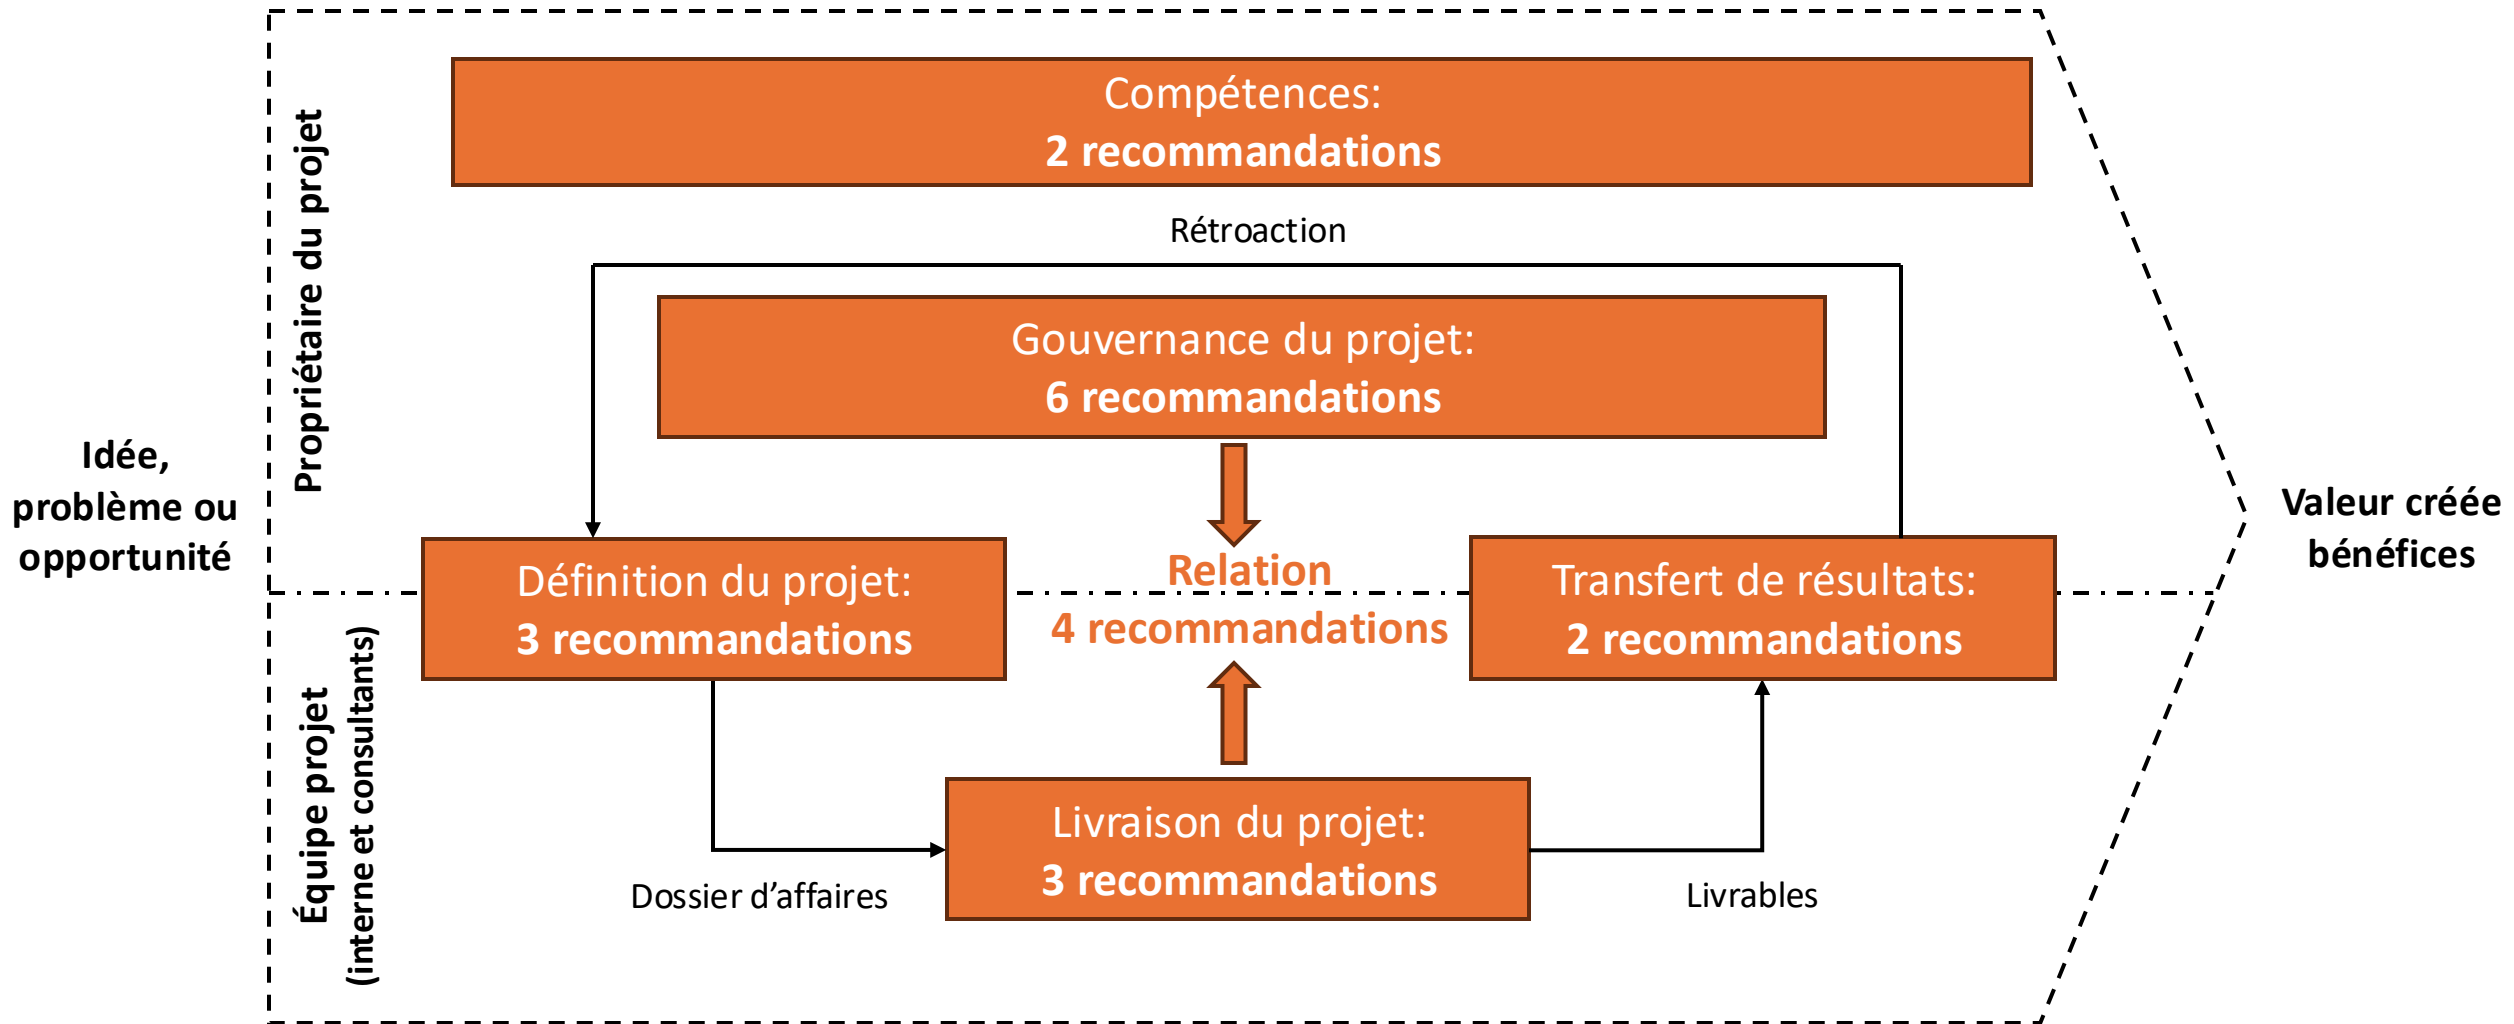 Compétences:
2 recommandations
Rétroaction
Propriétaire du projet
Gouvernance du projet:
6 recommandations
Idée,
problème ou
opportunité
Valeur créée
bénéfices
Définition du projet:
3 recommandations
Relation
4 recommandations
Transfert de résultats:
2 recommandations
Équipe projet
(interne et consultants)
Livraison du projet:
3 recommandations
Dossier d’affaires
Livrables